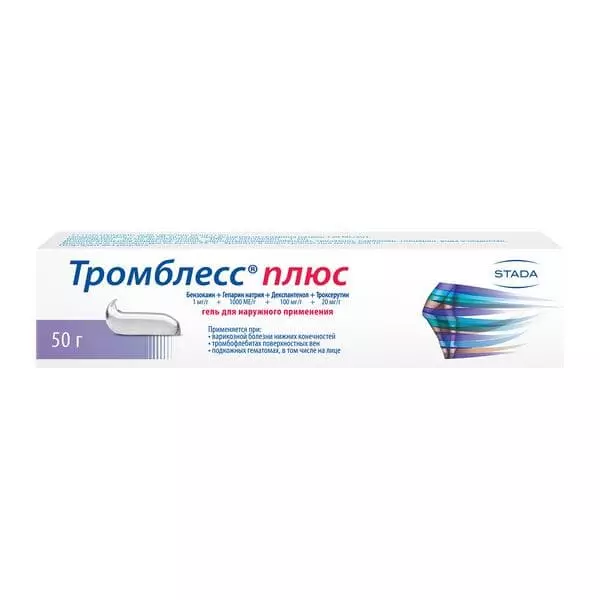 Тромблесс® плюс
STADA
Бензокаин + Гепарин натрия + Декспантенол + Троксерутин
1 мг/г + 1000 МЕ/г + 100 мг/г + 20 мг/г
гель для наружного применения
50 г
Применяется при:
• варикозной болезни нижних конечностей
• тромбофлебитах поверхностных вен
• подкожных гематомах, в том числе на лице